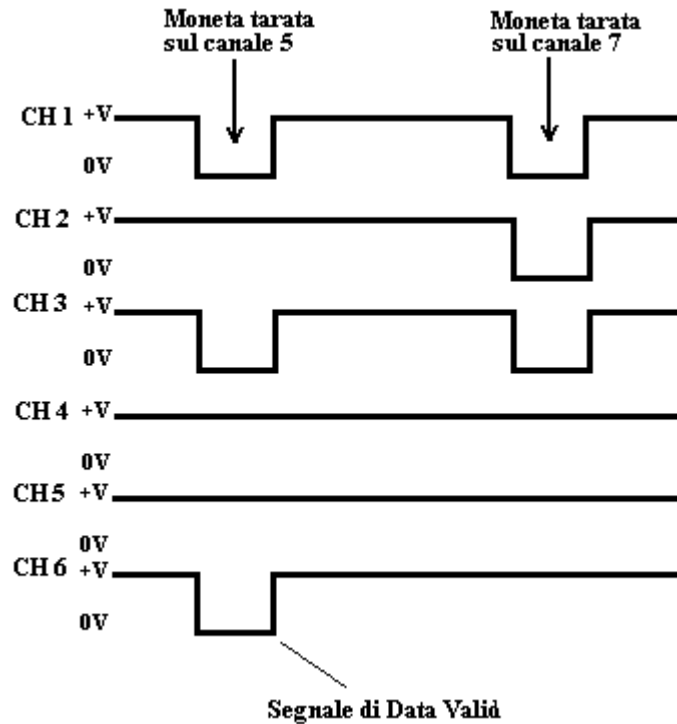 Moneta tarata
sul canale 5
Moneta tarata
sul canale 7
CH 1 +V
0V
CH 2 +V
0V
CH 3 +V
0V
CH 4 +V
0V
CH5 +V
0V
CH 6 +V
0V
Segnale di Data Valid